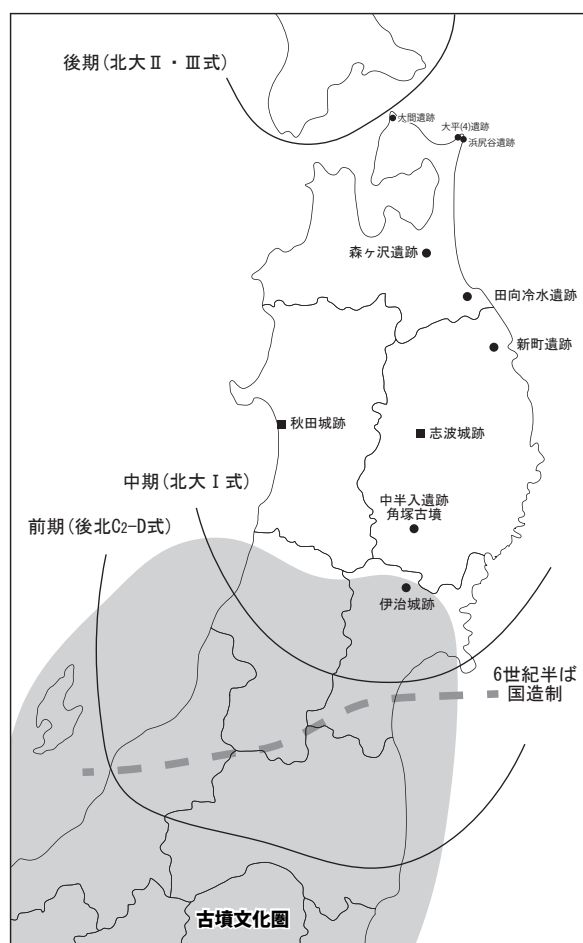 後期(北大Ⅱ・Ⅲ式)
大間遺跡
大平(4)遺跡
浜尻谷遺跡
森ヶ沢遺跡
田向冷水遺跡
新町遺跡
秋田城跡
志波城跡
中期(北大Ⅰ式)
中半入遺跡
角塚古墳
前期(後北C2-D式)
伊治城跡
6世紀半ば
国造制
古墳文化圏